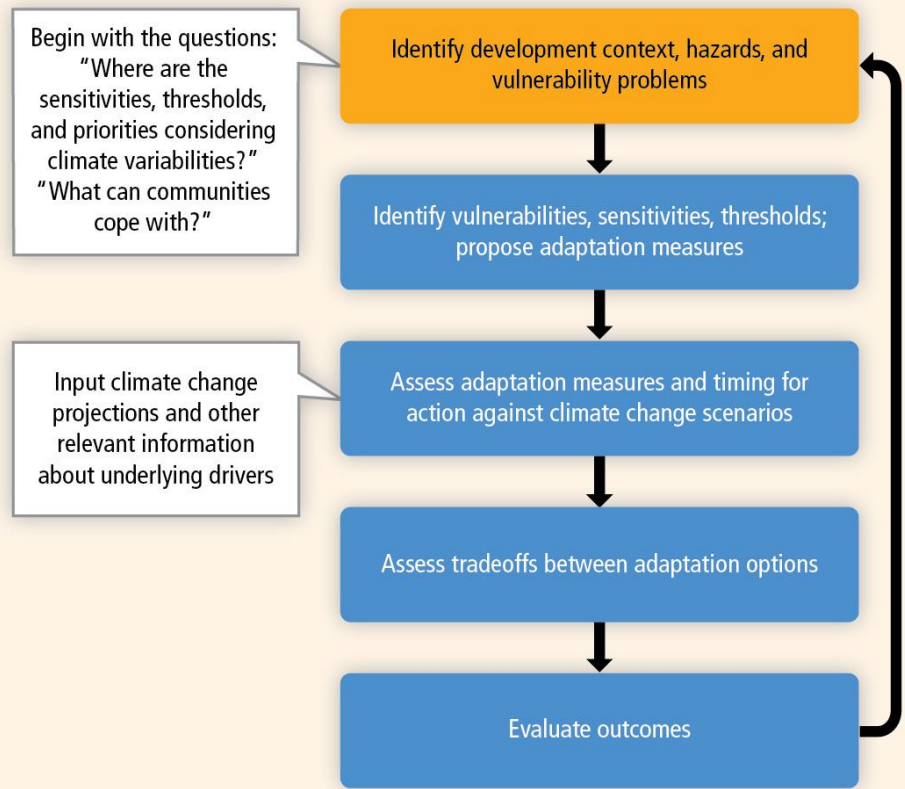 Begin with the questions:
“Where are the
sensitivities, thresholds,
and priorities considering
climate variabilities?”
“What can communities
cope with?”
Identify development context, hazards, and
vulnerability problems
Identify vulnerabilities, sensitivities, thresholds;
propose adaptation measures
Input climate change
projections and other
relevant information
about underlying drivers
Assess adaptation measures and timing for
action against climate change scenarios
Assess tradeoffs between adaptation options
Evaluate outcomes